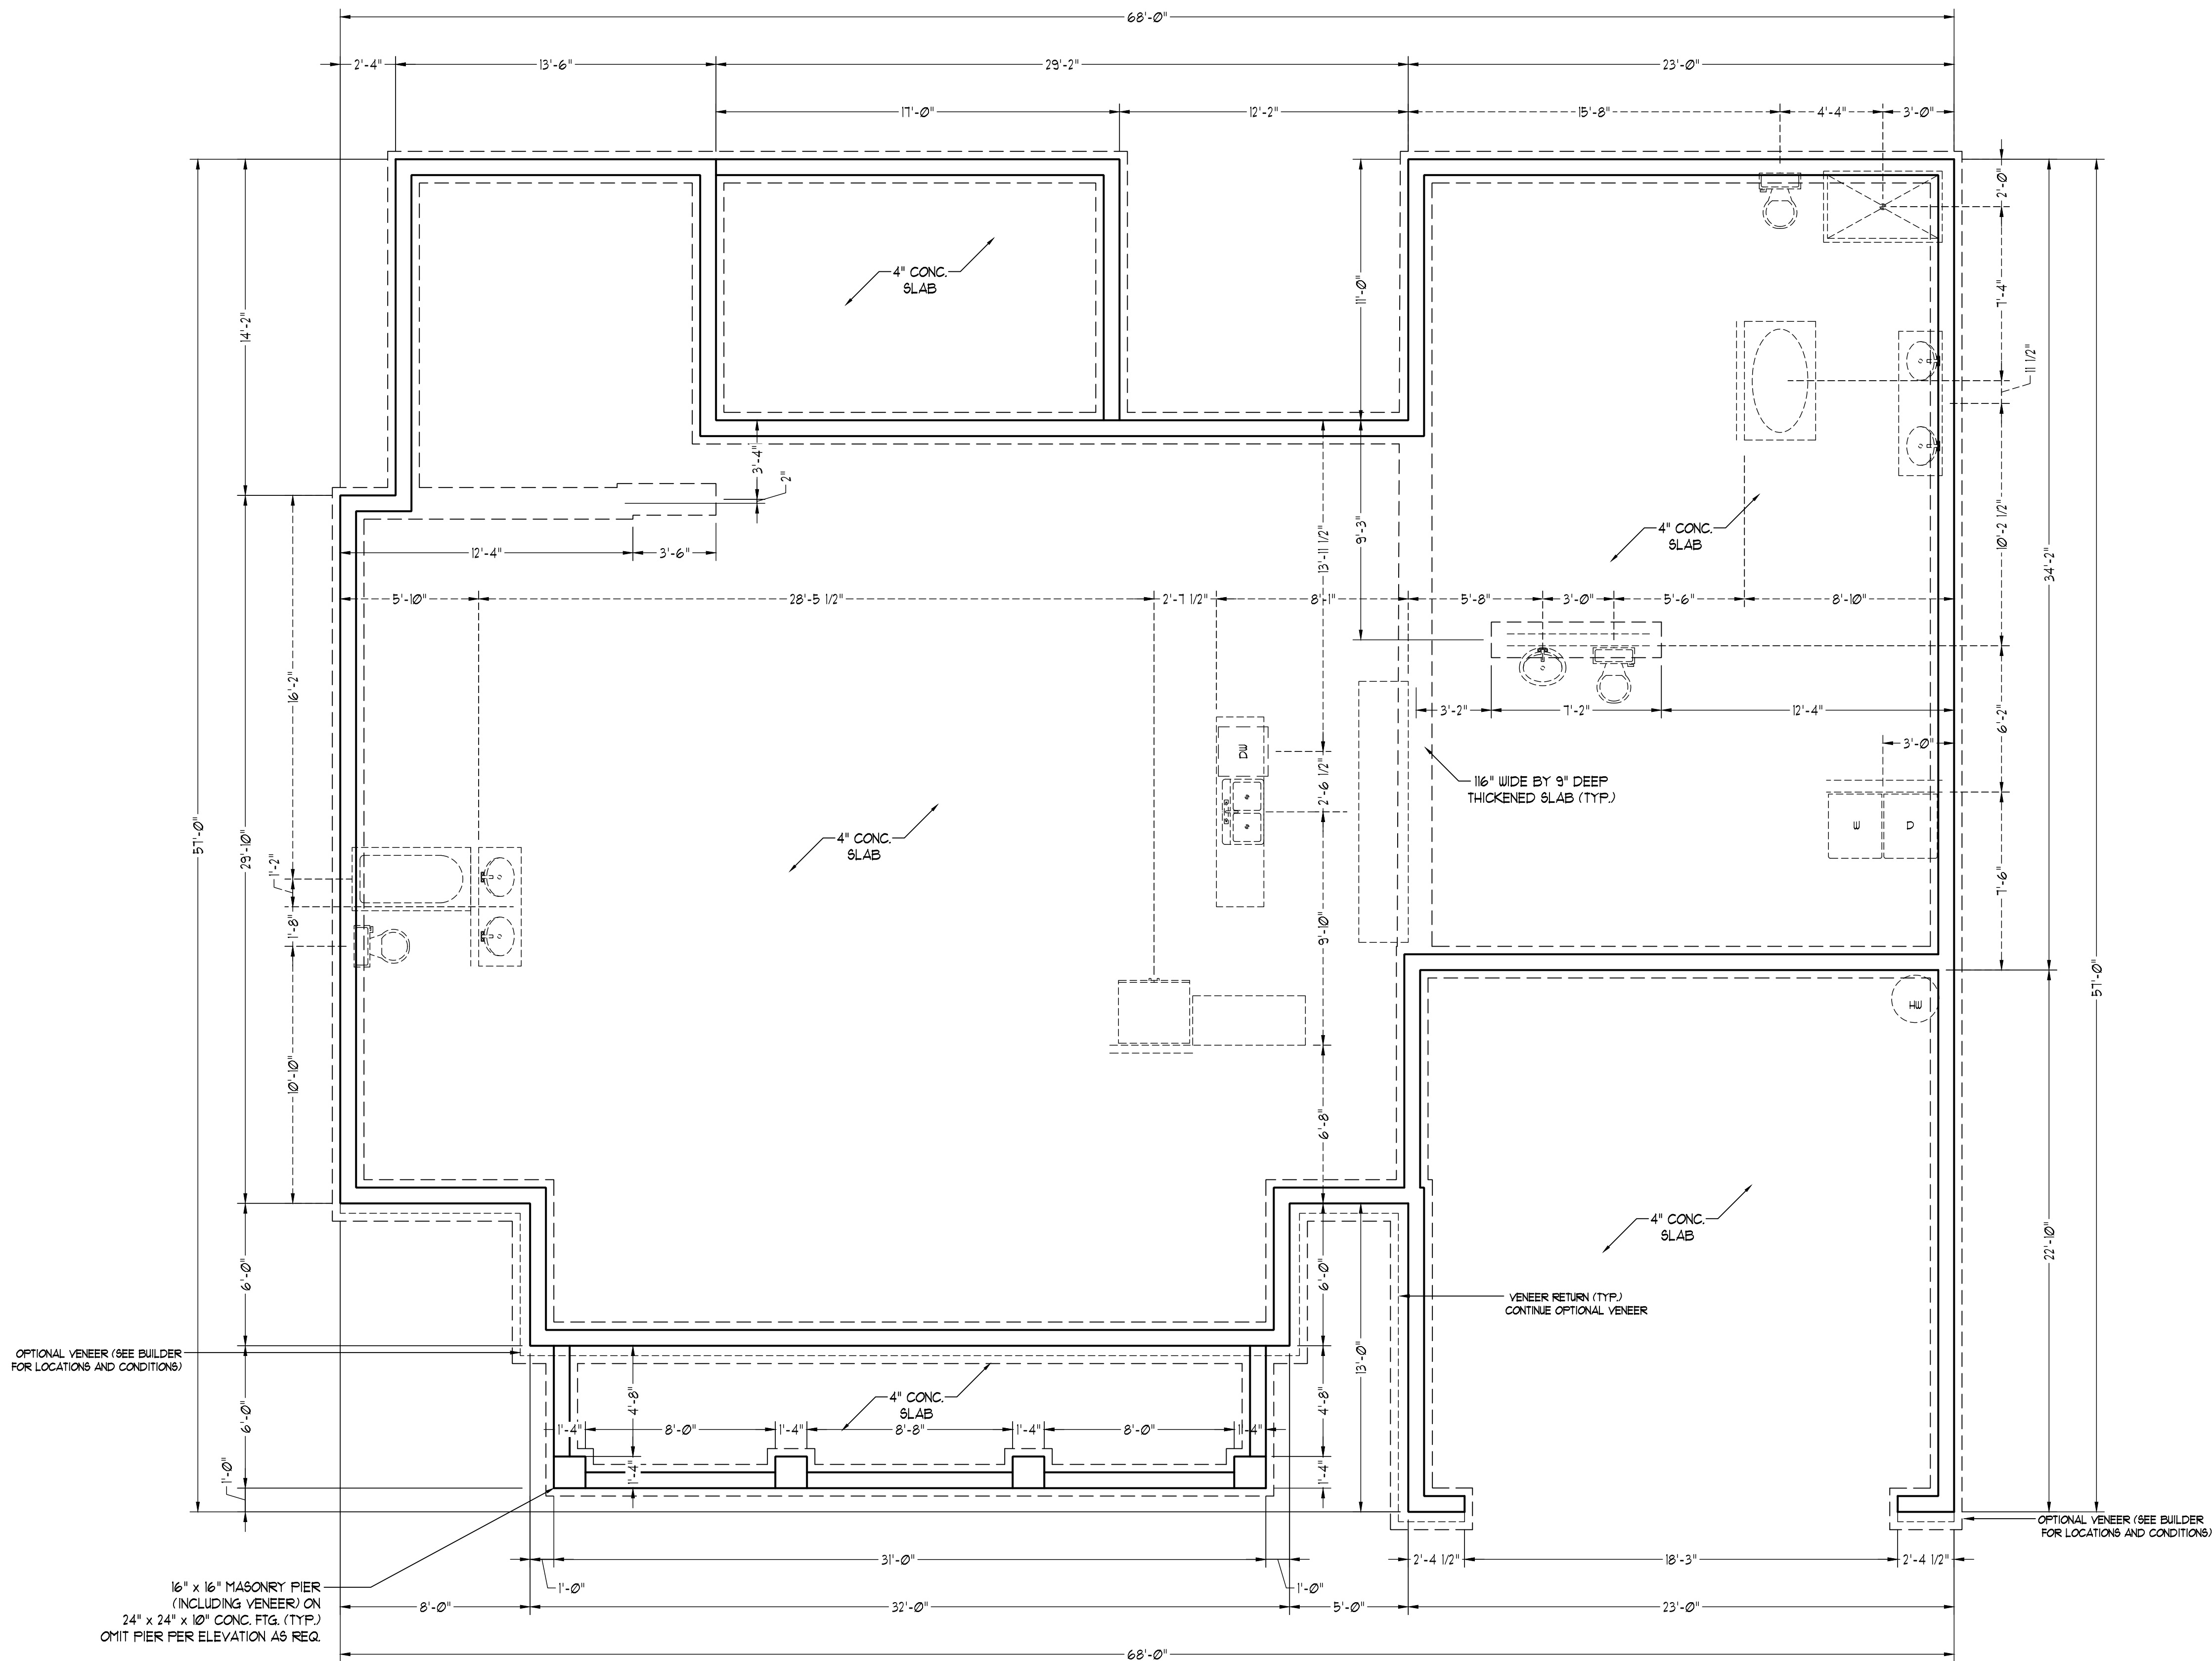 68'-0"
2'-4"
13'-6"
29'-2"
23'-0"
17'-0"
12'-2"
15'-8"
4'-4"
3'-0"
2'-0"
4" CONC.
SLAB
11'-0"
7'-4"
14'-2"
11 1/2"
3'-4"
2"
4" CONC.
SLAB
9'-3"
13'-11 1/2"
10'-2 1/2"
34'-2"
12'-4"
3'-6"
5'-10"
28'-5 1/2"
2'-7 1/2"
8'-1"
5'-8"
3'-0"
5'-6"
8'-10"
16'-2"
3'-2"
7'-2"
12'-4"
6'-2"
3'-0"
DW
2'-6 1/2"
116" WIDE BY 9" DEEP
THICKENED SLAB (TYP.)
W
D
57'-0"
29'-10"
1'-2"
4" CONC.
SLAB
7'-6"
1'-8"
9'-10"
57'-0"
HW
10'-10"
6'-8"
4" CONC.
SLAB
22'-10"
6'-0"
6'-0"
VENEER RETURN (TYP.)
CONTINUE OPTIONAL VENEER
OPTIONAL VENEER (SEE BUILDER
FOR LOCATIONS AND CONDITIONS)
13'-0"
6'-0"
4'-8"
4" CONC.
SLAB
4'-8"
1'-4"
8'-0"
1'-4"
8'-8"
1'-4"
8'-0"
1'-4"
1'-0"
1'-4"
1'-4"
OPTIONAL VENEER (SEE BUILDER
FOR LOCATIONS AND CONDITIONS)
31'-0"
2'-4 1/2"
18'-3"
2'-4 1/2"
1'-0"
1'-0"
16" x 16" MASONRY PIER
(INCLUDING VENEER) ON
24" x 24" x 10" CONC. FTG. (TYP.)
OMIT PIER PER ELEVATION AS REQ.
8'-0"
32'-0"
5'-0"
23'-0"
68'-0"